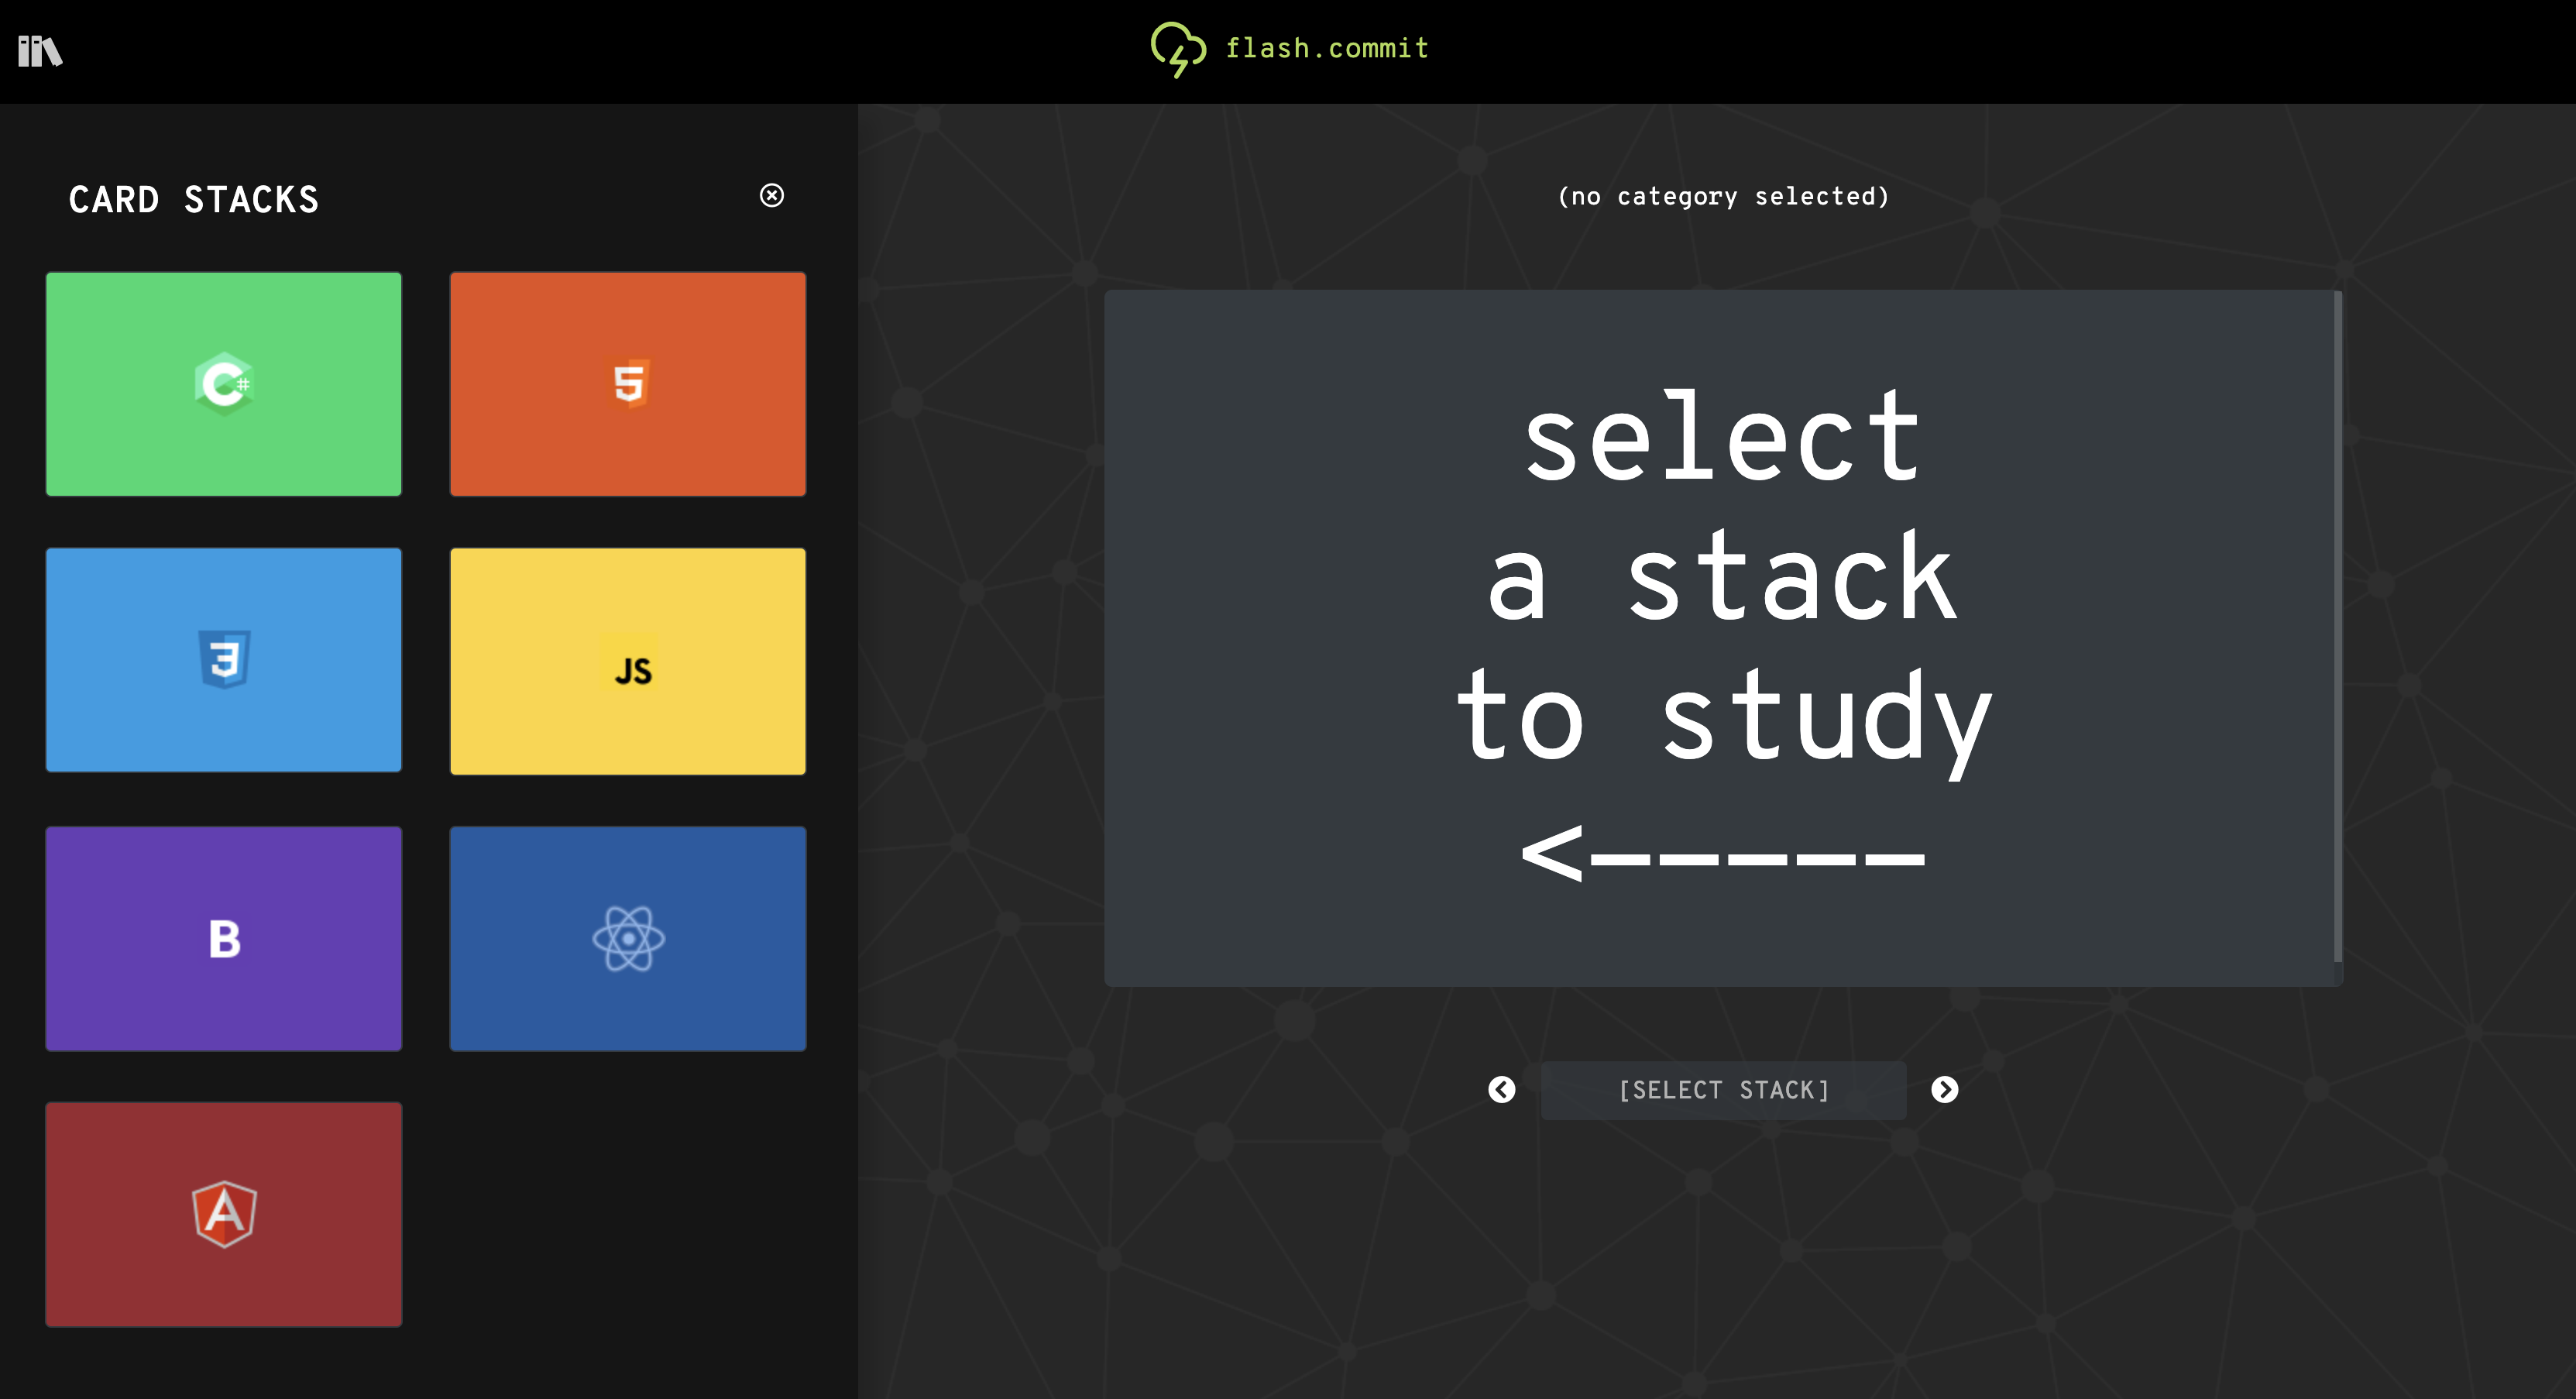 flash.commit
CARD STACKS
C#
5
3
JS
B
A
(no category selected)
select
a stack
to study
<—————
[SELECT STACK]